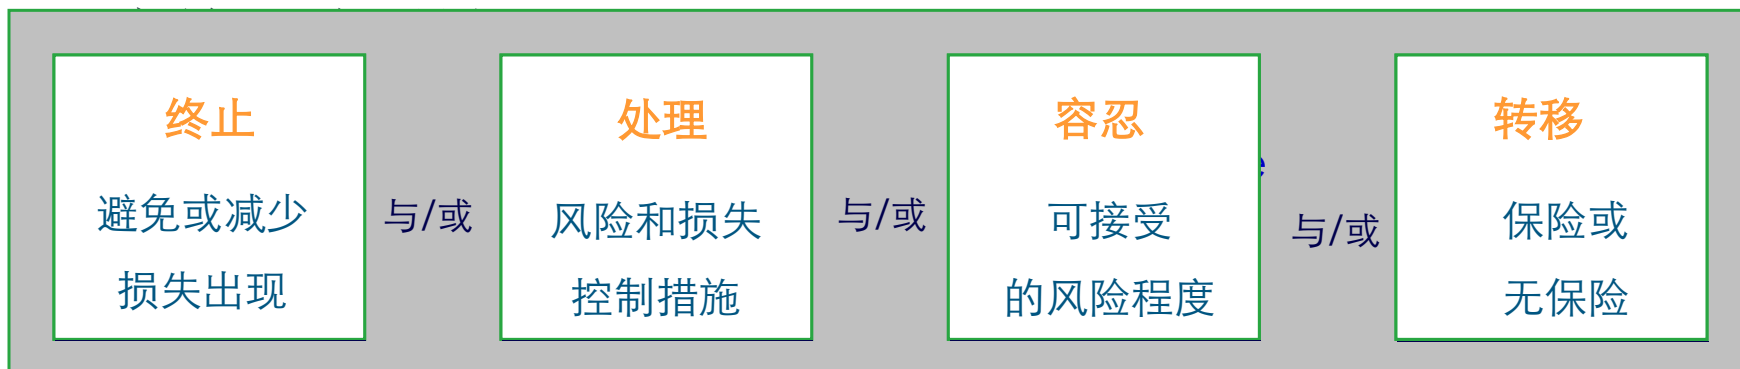 终止
避免或减少
损失出现
与/或
处理
风险和损失
控制措施
与/或
容忍
可接受
的风险程度
与/或
转移
保险或
无保险